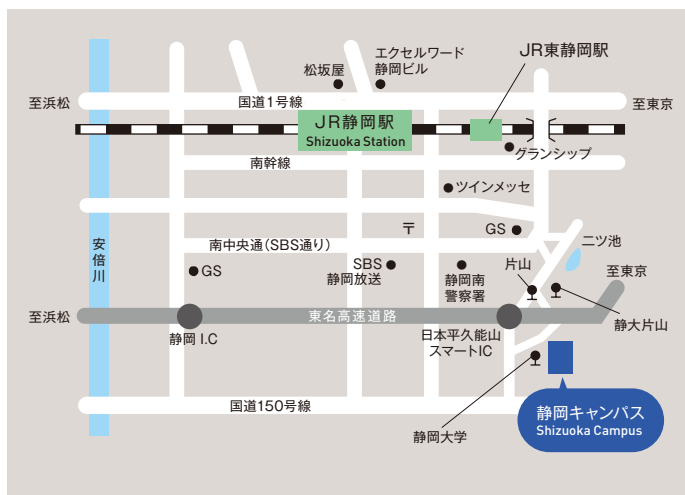 エクセルワード
静岡ビル
松坂屋
JR東静岡駅
至浜松
国道1号線
至東京
JR静岡駅
Shizuoka Station
グランシップ
南幹線
ツインメッセ
〒
GS
南中央通(SBS通り)
二ツ池
安倍川
GS
SBS
静岡放送
静岡南
警察署
片山
至東京
至浜松
東名高速道路
静岡 I.C
日本平久能山
スマートIC
静大片山
国道150号線
静岡大学
静岡キャンパス
Shizuoka Campus